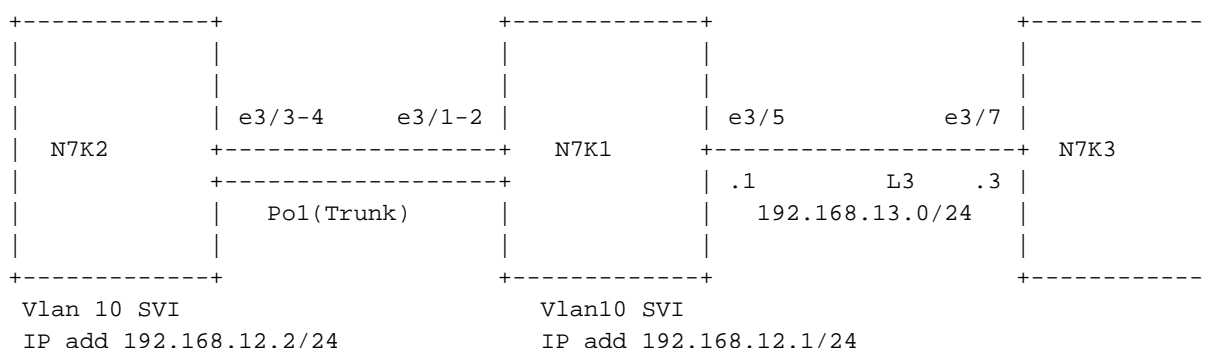 e3/3-4 e3/1-2 e3/5 e3/7
N7K2 N7K1 N7K3
.1 L3 .3
Po1(Trunk) 192.168.13.0/24
Vlan 10 SVI Vlan10 SVI
IP add 192.168.12.2/24 IP add 192.168.12.1/24